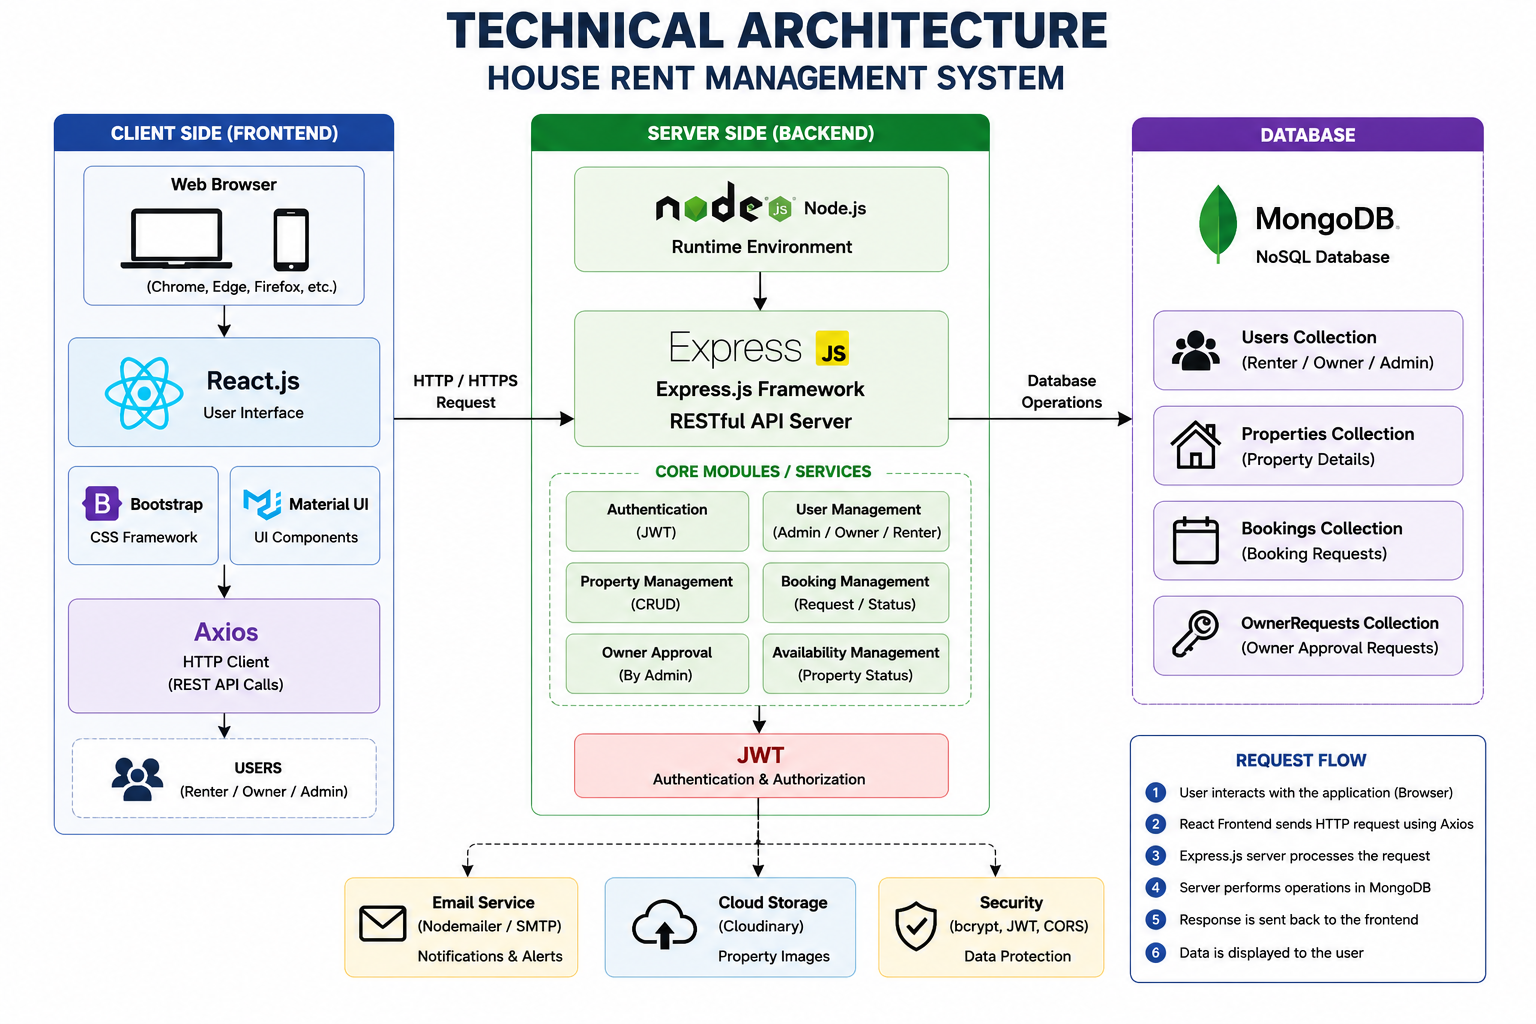 TECHNICAL ARCHITECTURE
HOUSE RENT MANAGEMENT SYSTEM
CLIENT SIDE (FRONTEND)
Web Browser
(Chrome, Edge, Firefox, etc.)
React.js
User Interface
B
Bootstrap
CSS Framework
Material UI
UI Components
Axios
HTTP Client
(REST API Calls)
USERS
(Renter / Owner / Admin)
HTTP / HTTPS
Request
SERVER SIDE (BACKEND)
node js
Node.js
Runtime Environment
Express JS
Express.js Framework
RESTful API Server
CORE MODULES / SERVICES
Authentication
(JWT)
User Management
(Admin / Owner / Renter)
Property Management
(CRUD)
Booking Management
(Request / Status)
Owner Approval
(By Admin)
Availability Management
(Property Status)
JWT
Authentication & Authorization
Database
Operations
DATABASE
MongoDB
NoSQL Database
Users Collection
(Renter / Owner / Admin)
Properties Collection
(Property Details)
Bookings Collection
(Booking Requests)
OwnerRequests Collection
(Owner Approval Requests)
Email Service
(Nodemailer / SMTP)
Notifications & Alerts
Cloud Storage
(Cloudinary)
Property Images
Security
(bcrypt, JWT, CORS)
Data Protection
REQUEST FLOW
1 User interacts with the application (Browser)
2 React Frontend sends HTTP request using Axios
3 Express.js server processes the request
4 Server performs operations in MongoDB
5 Response is sent back to the frontend
6 Data is displayed to the user